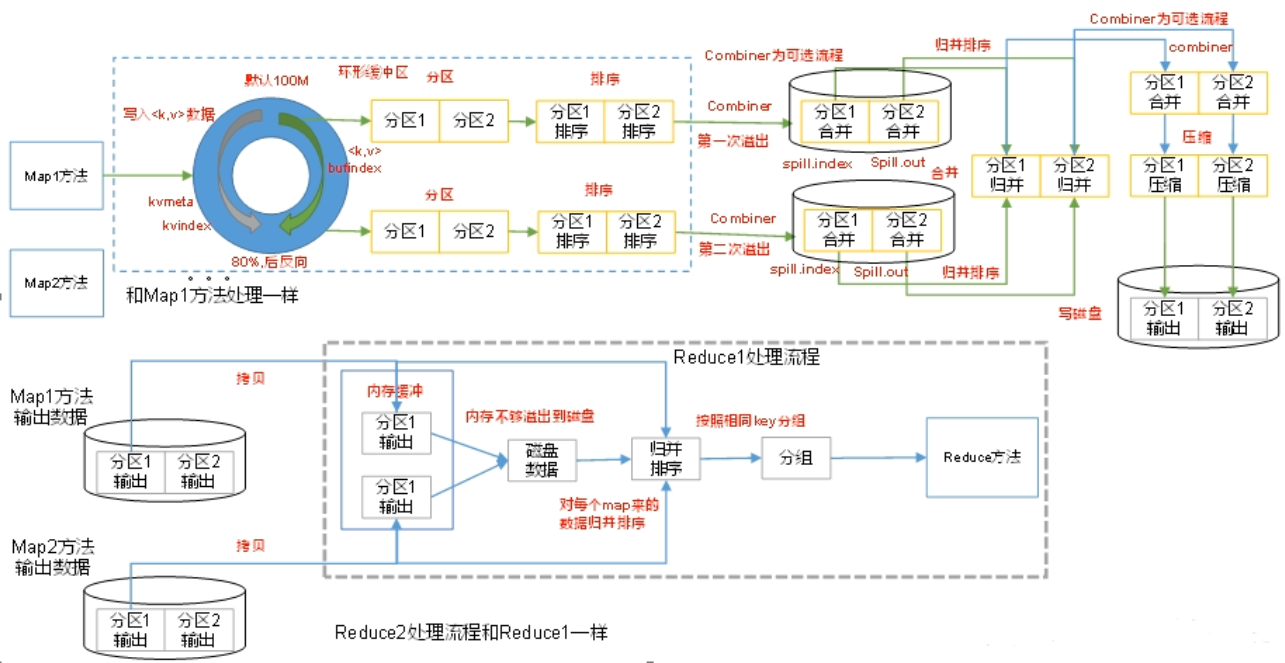 Combiner为可选流程
归并排序
combiner
Combiner为可选流程
默认100M
环形缓冲区
分区
排序
写入<k,v>数据
分区1
分区2
分区1
排序
分区2
排序
Combiner
第一次溢出
分区1
合并
分区2
合并
spill.index
Spill.out
分区1
合并
分区2
合并
压缩
Map1方法
<k,v>
bufindex
kvmeta
kvindex
80%,后反向
分区
排序
分区1
分区2
分区1
排序
分区2
排序
Combiner
第二次溢出
合并
分区1
合并
分区2
合并
spill.index
Spill.out
归并排序
分区1
归并
分区2
归并
分区1
压缩
分区2
压缩
写磁盘
分区1
输出
分区2
输出
Map2方法
和Map1方法处理一样
Reduce1处理流程
Map1方法
输出数据
拷贝
分区1
输出
分区2
输出
内存缓冲
分区1
输出
分区1
输出
内存不够溢出到磁盘
磁盘
数据
归并
排序
对每个map来的
数据归并排序
按照相同key分组
分组
Reduce方法
Map2方法
输出数据
拷贝
分区1
输出
分区2
输出
Reduce2处理流程和Reduce1一样